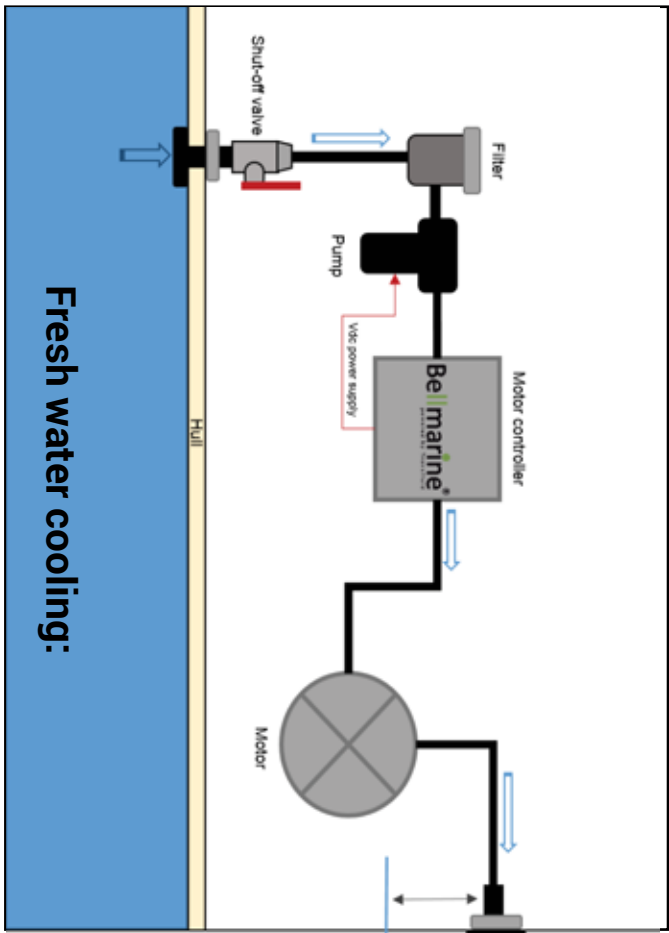 Filter
Motor controller
Bellmarine®
Vdc power supply
Pump
Shut-off valve
Motor
Hull
Fresh water cooling: